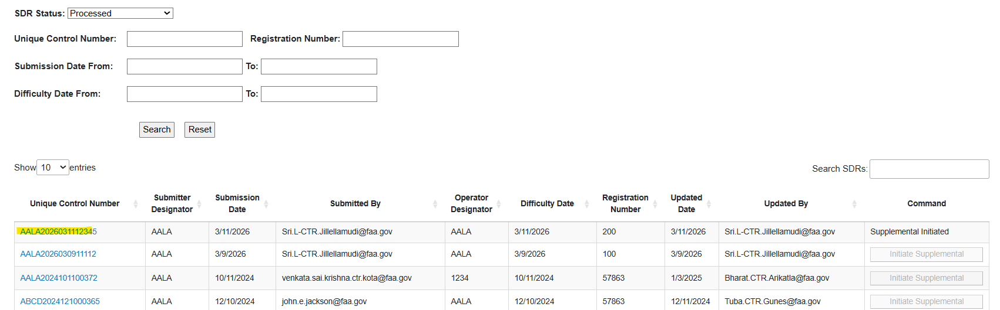 SDR Status: Processed
Unique Control Number: Registration Number:
Submission Date From: To:
Difficulty Date From: To:
Search Reset
Show 10 entries Search SDRs:
Unique Control Number Submitter Designator Submission Date Submitted By Operator Designator Difficulty Date Registration Number Updated Date Updated By Command
AALA2026031112345 AALA 3/11/2026 Sri.L-CTR.Jillellamudi@faa.gov AALA 3/11/2026 200 3/11/2026 Sri.L-CTR.Jillellamudi@faa.gov Supplemental Initiated
AALA2026030911112 AALA 3/9/2026 Sri.L-CTR.Jillellamudi@faa.gov AALA 3/9/2026 100 3/9/2026 Sri.L-CTR.Jillellamudi@faa.gov Initiate Supplemental
AALA2024101100372 AALA 10/11/2024 venkata.sai.krishna.ctr.kota@faa.gov 1234 10/11/2024 57863 1/3/2025 Bharat.CTR.Arikatla@faa.gov Initiate Supplemental
ABCD2024121000365 AALA 12/10/2024 john.e.jackson@faa.gov AALA 12/10/2024 57863 12/11/2024 Tuba.CTR.Gunes@faa.gov Initiate Supplemental